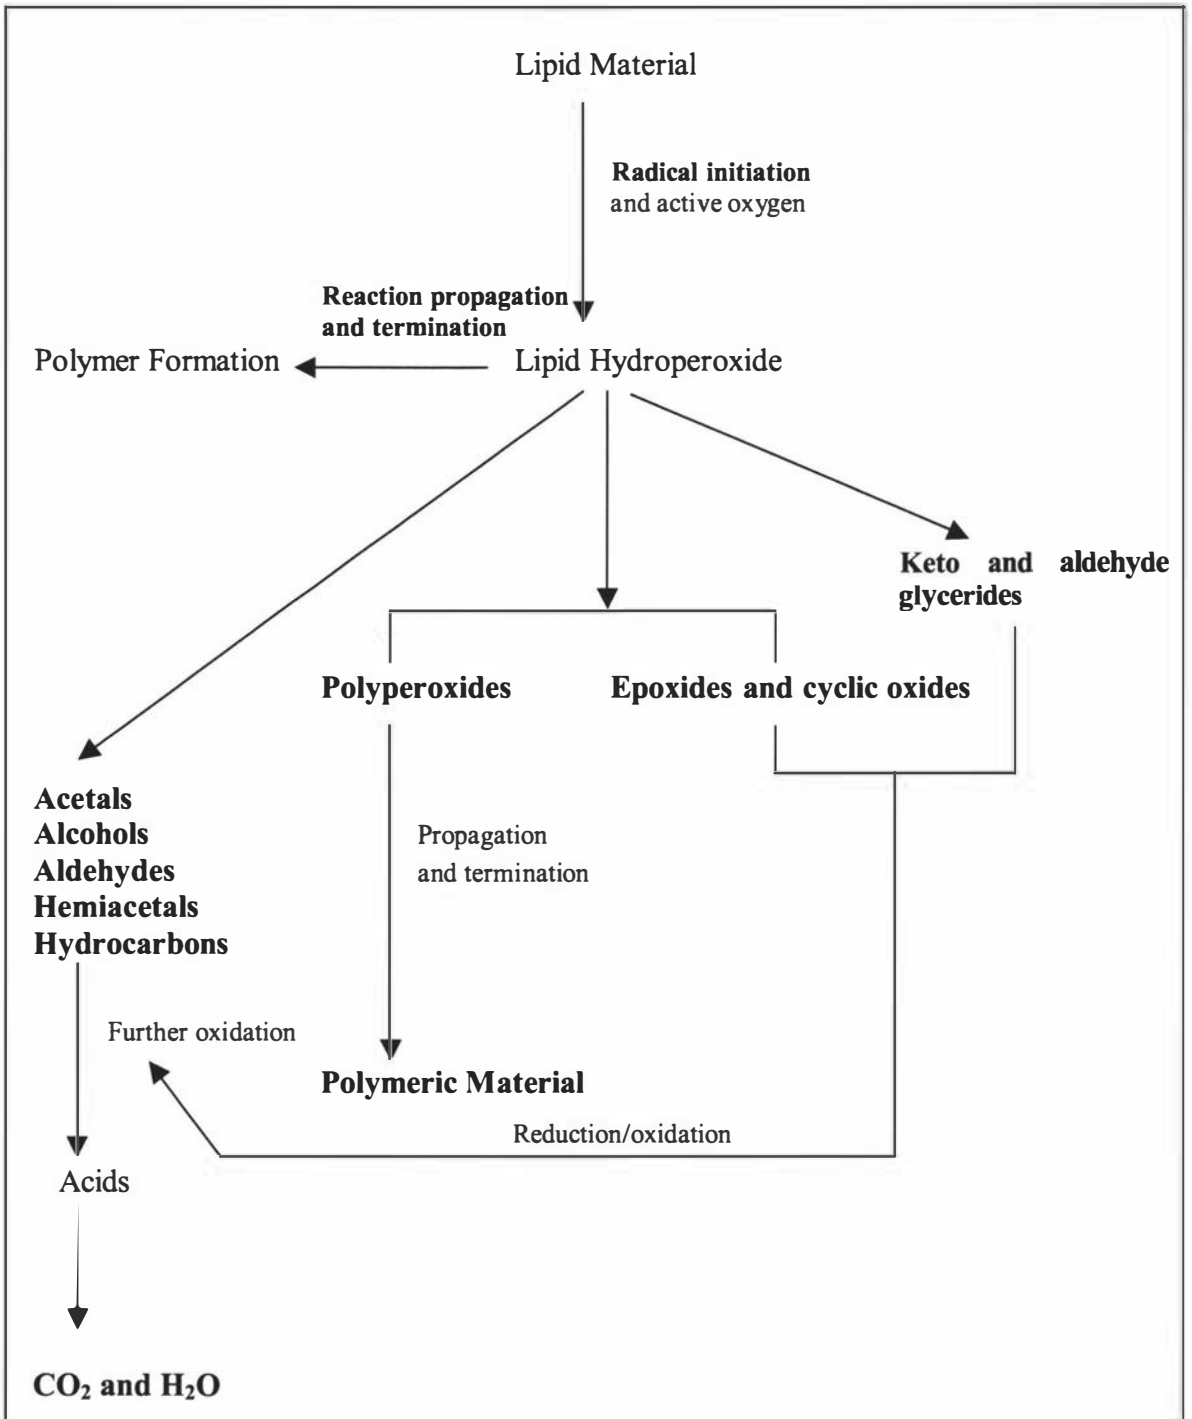 Lipid Material
Radical initiation
and active oxygen
Reaction propagation
and termination
Polymer Formation
Lipid Hydroperoxide
Keto and aldehyde
glycerides
Polyperoxides
Epoxides and cyclic oxides
Acetals
Alcohols
Aldehydes
Hemiacetals
Hydrocarbons
Propagation
and termination
Further oxidation
Polymeric Material
Reduction/oxidation
Acids
CO₂ and H₂O